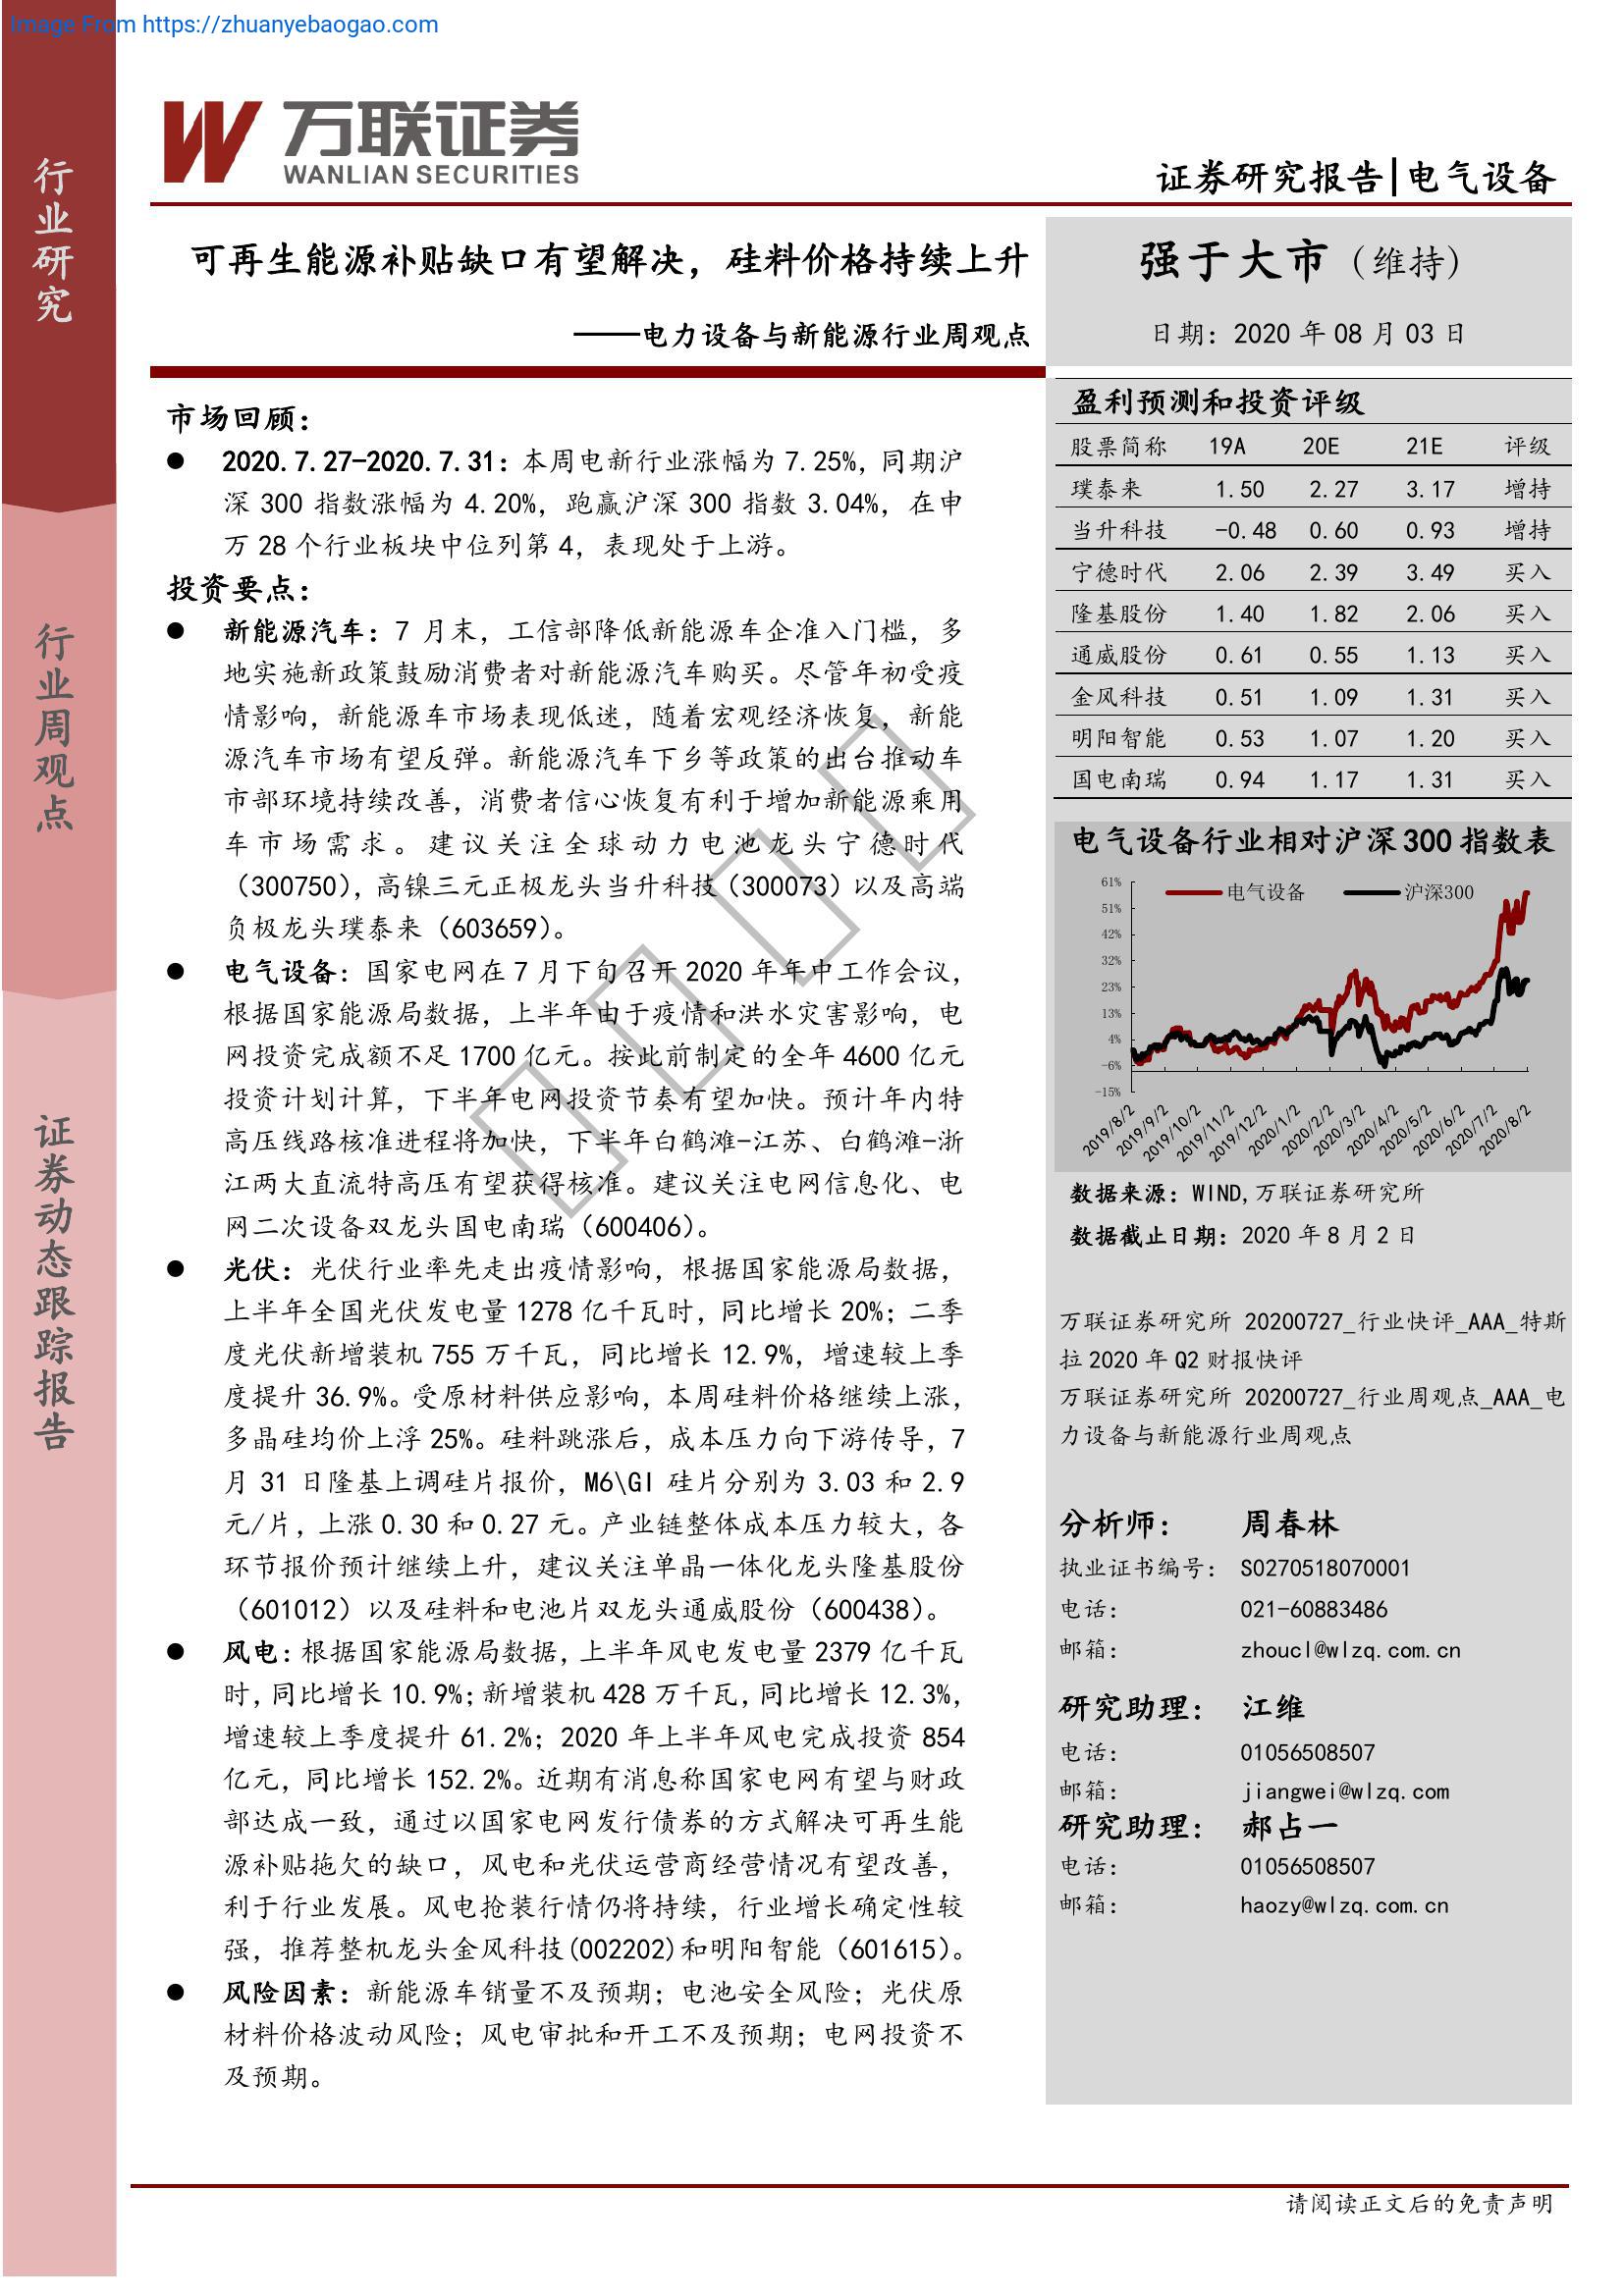 Image From https://zhuanyebaogao.com
行业研究
行业周观点
证券动态跟踪报告
万联证券
WANLIAN SECURITIES
证券研究报告|电气设备
可再生能源补贴缺口有望解决，硅料价格持续上升
——电力设备与新能源行业周观点
强于大市（维持）
日期：2020 年 08 月 03 日
市场回顾：
● 2020.7.27-2020.7.31：本周电新行业涨幅为 7.25%，同期沪
深 300 指数涨幅为 4.20%，跑赢沪深 300 指数 3.04%，在申
万 28 个行业板块中位列第 4，表现处于上游。
投资要点：
● 新能源汽车：7 月末，工信部降低新能源车企准入门槛，多
地实施新政策鼓励消费者对新能源汽车购买。尽管年初受疫
情影响，新能源车市场表现低迷，随着宏观经济恢复，新能
源汽车市场有望反弹。新能源汽车下乡等政策的出台推动车
市部环境持续改善，消费者信心恢复有利于增加新能源乘用
车市场需求。建议关注全球动力电池龙头宁德时代
（300750），高镍三元正极龙头当升科技（300073）以及高端
负极龙头璞泰来（603659）。
● 电气设备：国家电网在 7 月下旬召开 2020 年年中工作会议，
根据国家能源局数据，上半年由于疫情和洪水灾害影响，电
网投资完成额不足 1700 亿元。按此前制定的全年 4600 亿元
投资计划计算，下半年电网投资节奏有望加快。预计年内特
高压线路核准进程将加快，下半年白鹤滩-江苏、白鹤滩-浙
江两大直流特高压有望获得核准。建议关注电网信息化、电
网二次设备双龙头国电南瑞（600406）。
● 光伏：光伏行业率先走出疫情影响，根据国家能源局数据，
上半年全国光伏发电量 1278 亿千瓦时，同比增长 20%；二季
度光伏新增装机 755 万千瓦，同比增长 12.9%，增速较上季
度提升 36.9%。受原材料供应影响，本周硅料价格继续上涨，
多晶硅均价上浮 25%。硅料跳涨后，成本压力向下游传导，7
月 31 日隆基上调硅片报价，M6\GI 硅片分别为 3.03 和 2.9
元/片，上涨 0.30 和 0.27 元。产业链整体成本压力较大，各
环节报价预计继续上升，建议关注单晶一体化龙头隆基股份
（601012）以及硅料和电池片双龙头通威股份（600438）。
● 风电：根据国家能源局数据，上半年风电发电量 2379 亿千瓦
时，同比增长 10.9%；新增装机 428 万千瓦，同比增长 12.3%，
增速较上季度提升 61.2%；2020 年上半年风电完成投资 854
亿元，同比增长 152.2%。近期有消息称国家电网有望与财政
部达成一致，通过以国家电网发行债券的方式解决可再生能
源补贴拖欠的缺口，风电和光伏运营商经营情况有望改善，
利于行业发展。风电抢装行情仍将持续，行业增长确定性较
强，推荐整机龙头金风科技(002202)和明阳智能（601615）。
● 风险因素：新能源车销量不及预期；电池安全风险；光伏原
材料价格波动风险；风电审批和开工不及预期；电网投资不
及预期。
盈利预测和投资评级
股票简称 19A 20E 21E 评级
璞泰来 1.50 2.27 3.17 增持
当升科技 -0.48 0.60 0.93 增持
宁德时代 2.06 2.39 3.49 买入
隆基股份 1.40 1.82 2.06 买入
通威股份 0.61 0.55 1.13 买入
金风科技 0.51 1.09 1.31 买入
明阳智能 0.53 1.07 1.20 买入
国电南瑞 0.94 1.17 1.31 买入
电气设备行业相对沪深 300 指数表
电气设备 沪深300
61%
51%
42%
32%
23%
13%
4%
-6%
-15%
2019/8/2 2019/9/2 2019/10/2 2019/11/2 2019/12/2 2020/1/2 2020/2/2 2020/3/2 2020/4/2 2020/5/2 2020/6/2 2020/7/2 2020/8/2
数据来源：WIND,万联证券研究所
数据截止日期：2020 年 8 月 2 日
万联证券研究所 20200727_行业快评_AAA_特斯
拉 2020 年 Q2 财报快评
万联证券研究所 20200727_行业周观点_AAA_电
力设备与新能源行业周观点
分析师： 周春林
执业证书编号： S0270518070001
电话： 021-60883486
邮箱： zhoucl@wlzq.com.cn
研究助理： 江维
电话： 01056508507
邮箱： jiangwei@wlzq.com
研究助理： 郝占一
电话： 01056508507
邮箱： haozy@wlzq.com.cn
请阅读正文后的免责声明